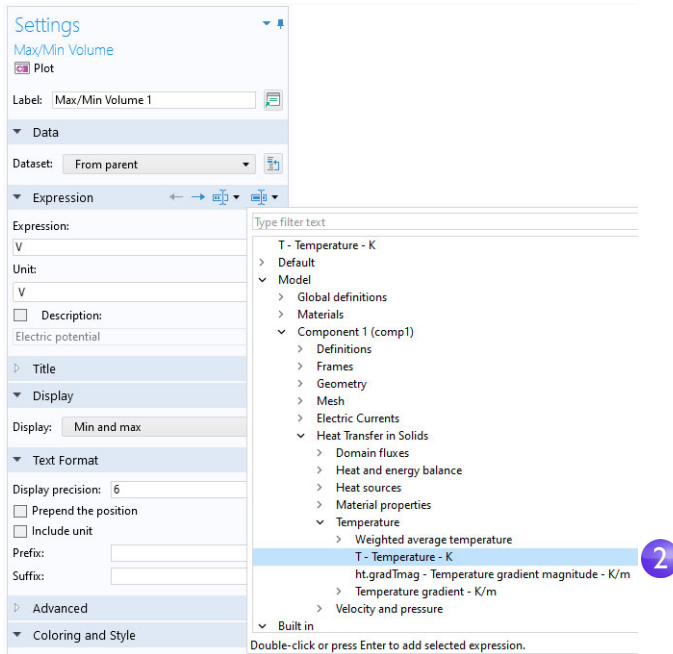 Settings
Max/Min Volume
Plot
Label: Max/Min Volume 1
Data
Dataset: From parent
Expression
Expression:
V
Unit:
V
Description:
Electric potential
Title
Display
Display: Min and max
Text Format
Display precision: 6
Prepend the position
Include unit
Prefix:
Suffix:
Advanced
Coloring and Style
Type filter text
T - Temperature - K
Default
Model
Global definitions
Materials
Component 1 (comp1)
Definitions
Frames
Geometry
Mesh
Electric Currents
Heat Transfer in Solids
Domain fluxes
Heat and energy balance
Heat sources
Material properties
Temperature
Weighted average temperature
T - Temperature - K
ht.gradTmag - Temperature gradient magnitude - K/m
Temperature gradient - K/m
Velocity and pressure
Built in
Double-click or press Enter to add selected expression.
2